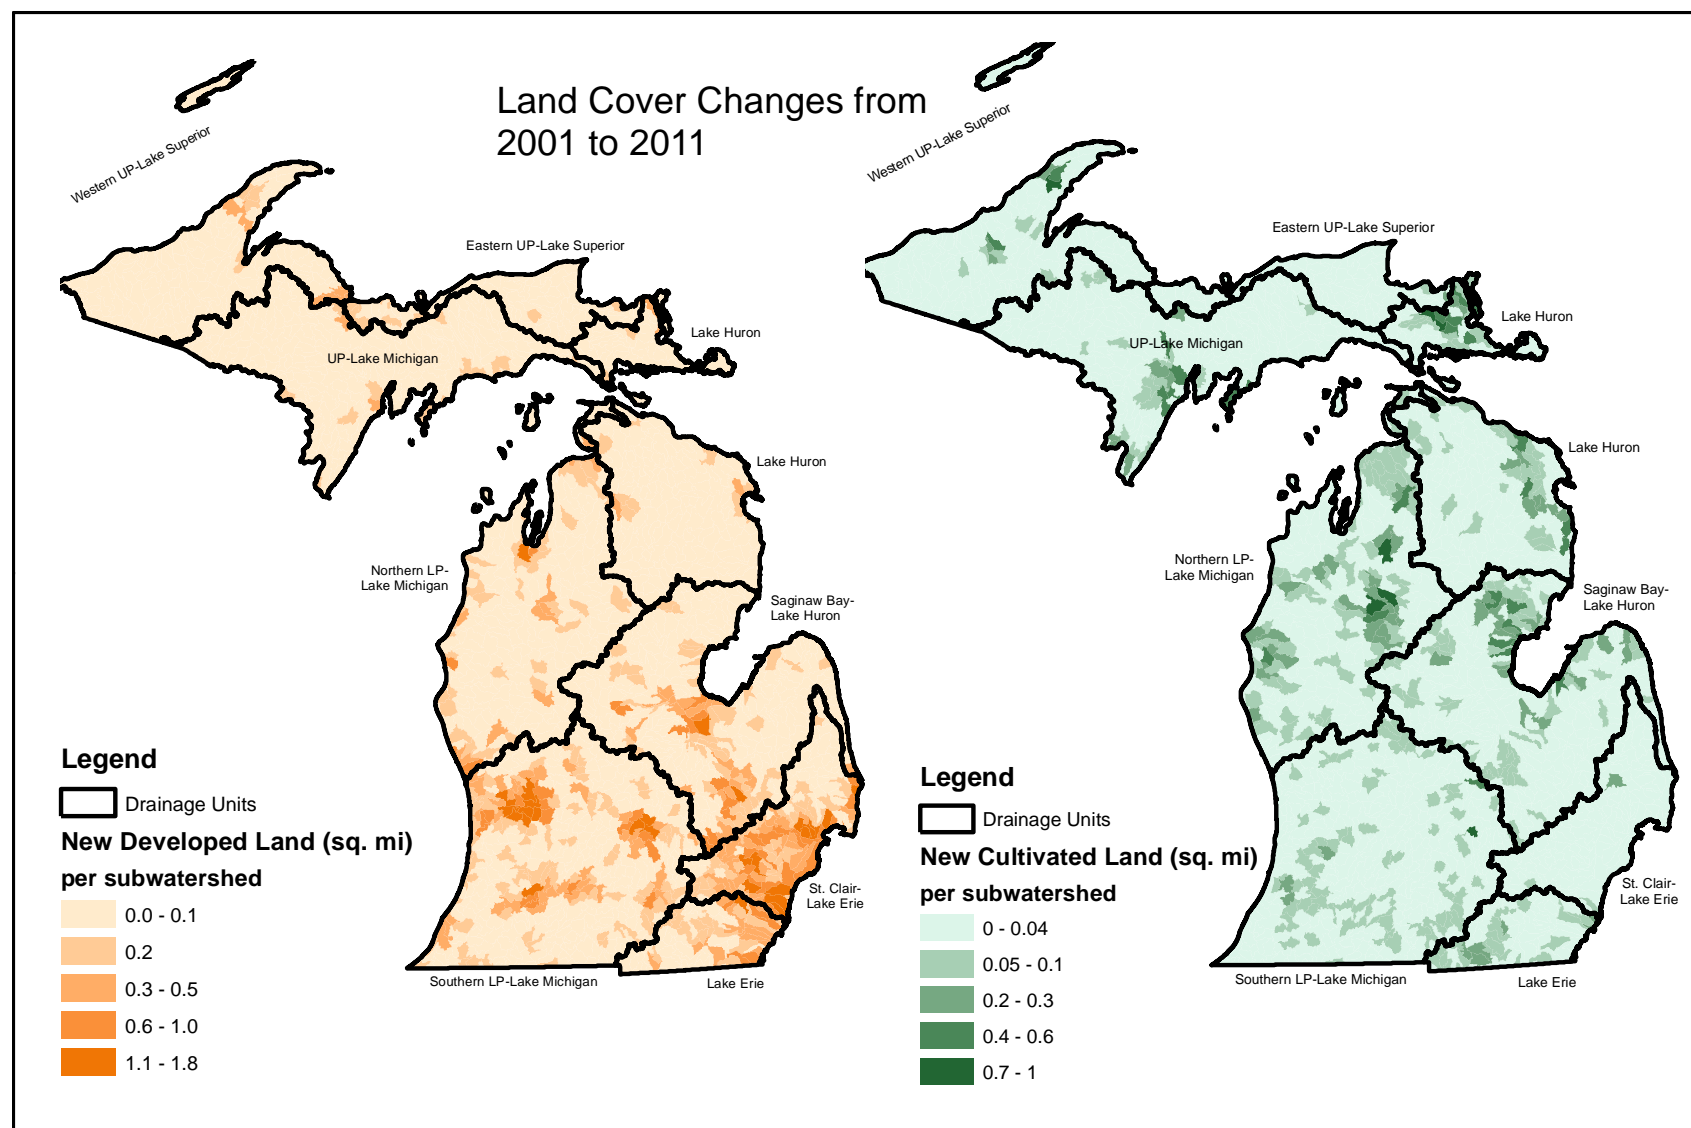 Land Cover Changes from
2001 to 2011
Western UP-Lake Superior
Eastern UP-Lake Superior
Lake Huron
UP-Lake Michigan
Lake Huron
Northern LP-
Lake Michigan
Saginaw Bay-
Lake Huron
St. Clair-
Lake Erie
Southern LP-Lake Michigan
Lake Erie
Legend
Drainage Units
New Developed Land (sq. mi)
per subwatershed
0.0 - 0.1
0.2
0.3 - 0.5
0.6 - 1.0
1.1 - 1.8
Western UP-Lake Superior
Eastern UP-Lake Superior
Lake Huron
UP-Lake Michigan
Lake Huron
Northern LP-
Lake Michigan
Saginaw Bay-
Lake Huron
St. Clair-
Lake Erie
Southern LP-Lake Michigan
Lake Erie
Legend
Drainage Units
New Cultivated Land (sq. mi)
per subwatershed
0 - 0.04
0.05 - 0.1
0.2 - 0.3
0.4 - 0.6
0.7 - 1